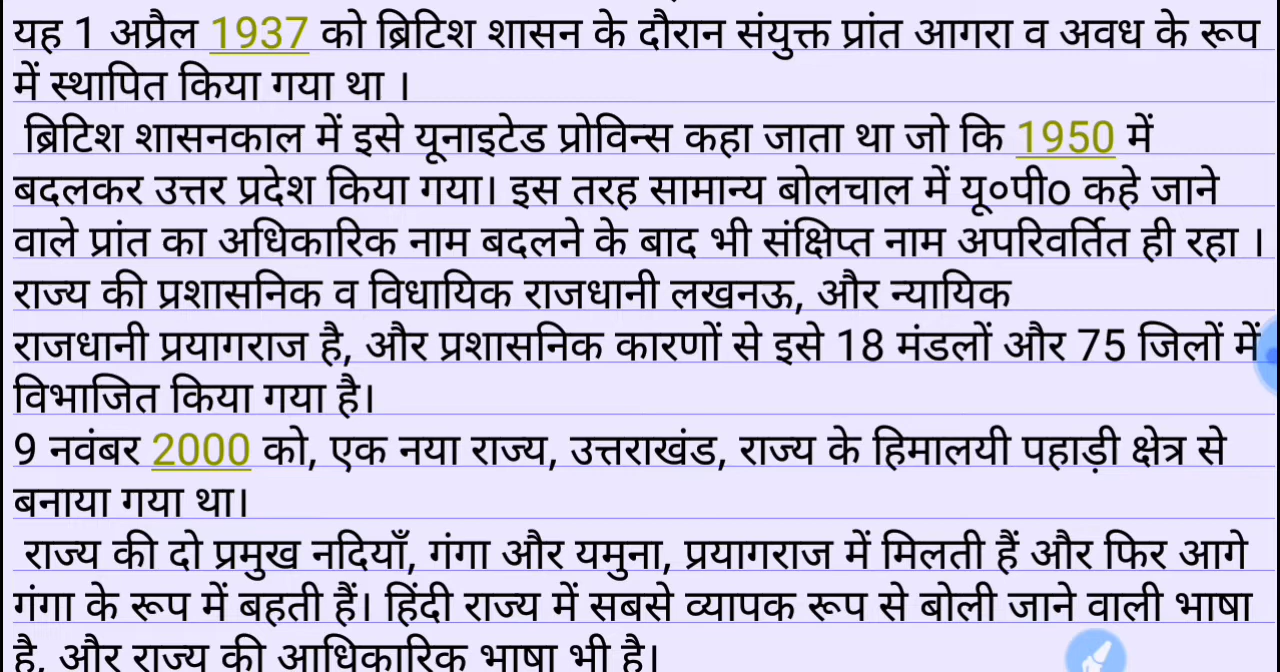 यह 1 अप्रैल 1937 को ब्रिटिश शासन के दौरान संयुक्त प्रांत आगरा व अवध के रूप
में स्थापित किया गया था ।
ब्रिटिश शासनकाल में इसे यूनाइटेड प्रोविन्स कहा जाता था जो कि 1950 में
बदलकर उत्तर प्रदेश किया गया। इस तरह सामान्य बोलचाल में यू०पीo कहे जाने
वाले प्रांत का अधिकारिक नाम बदलने के बाद भी संक्षिप्त नाम अपरिवर्तित ही रहा ।
राज्य की प्रशासनिक व विधायिक राजधानी लखनऊ, और न्यायिक
राजधानी प्रयागराज है, और प्रशासनिक कारणों से इसे 18 मंडलों और 75 जिलों में
विभाजित किया गया है।
9 नवंबर 2000 को, एक नया राज्य, उत्तराखंड, राज्य के हिमालयी पहाड़ी क्षेत्र से
बनाया गया था।
राज्य की दो प्रमुख नदियाँ, गंगा और यमुना, प्रयागराज में मिलती हैं और फिर आगे
गंगा के रूप में बहती हैं। हिंदी राज्य में सबसे व्यापक रूप से बोली जाने वाली भाषा
है, और राज्य की आधिकारिक भाषा भी है।